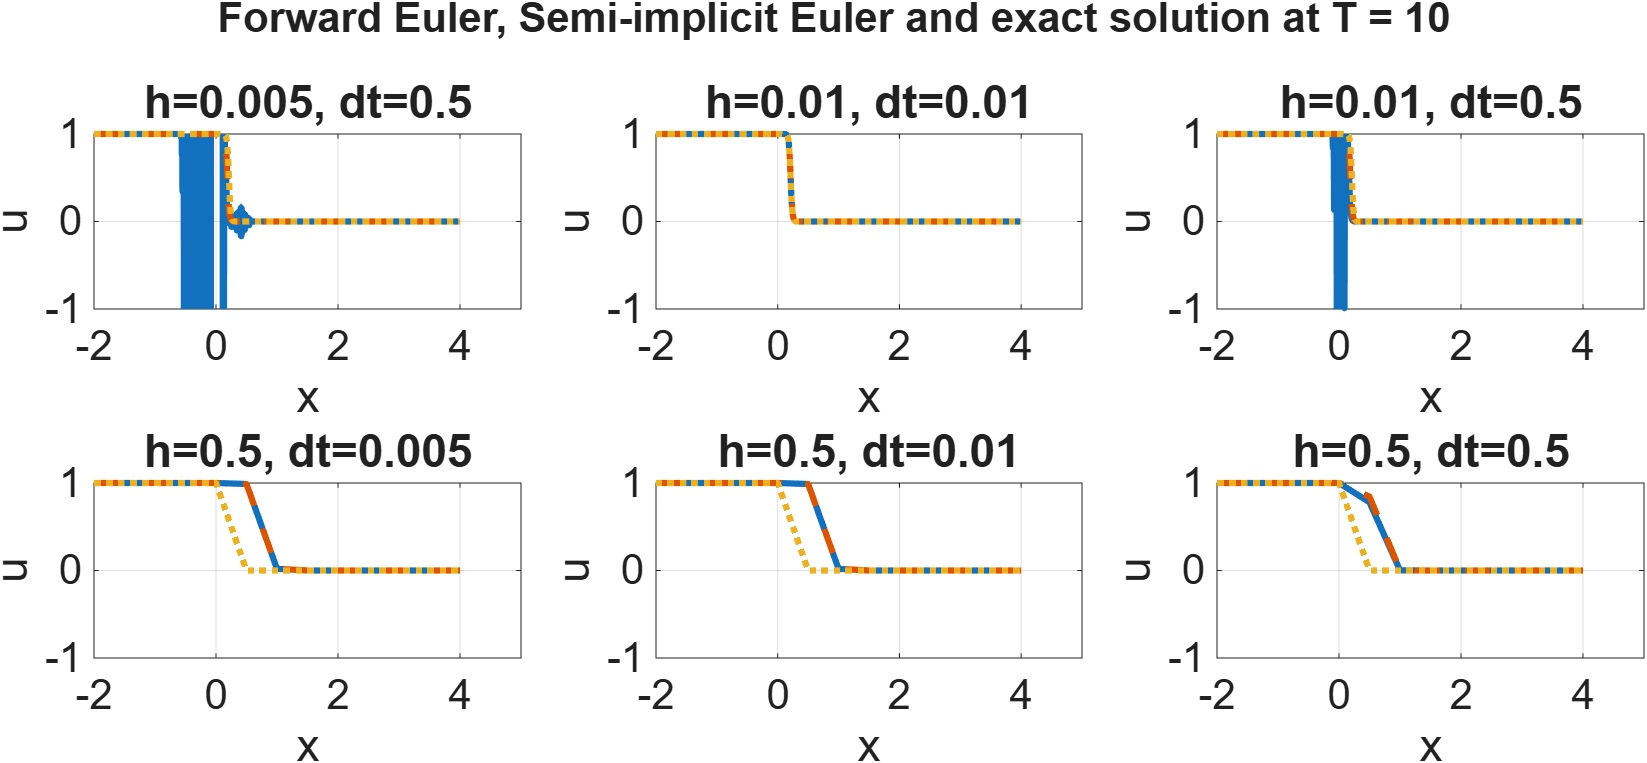 Forward Euler, Semi-implicit Euler and exact solution at T = 10
h=0.005, dt=0.5
1
0
-1
u
-2 0 2 4
x
h=0.01, dt=0.01
1
0
-1
u
-2 0 2 4
x
h=0.01, dt=0.5
1
0
-1
u
-2 0 2 4
x
h=0.5, dt=0.005
1
0
-1
u
-2 0 2 4
x
h=0.5, dt=0.01
1
0
-1
u
-2 0 2 4
x
h=0.5, dt=0.5
1
0
-1
u
-2 0 2 4
x